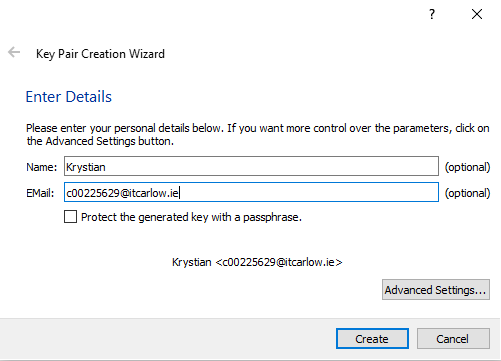 ?
Key Pair Creation Wizard
Enter Details
Please enter your personal details below. If you want more control over the parameters, click on
the Advanced Settings button.
Name: Krystian (optional)
EMail: c00225629@itcarlow.ie (optional)
Protect the generated key with a passphrase.
Krystian <c00225629@itcarlow.ie>
Advanced Settings...
Create Cancel